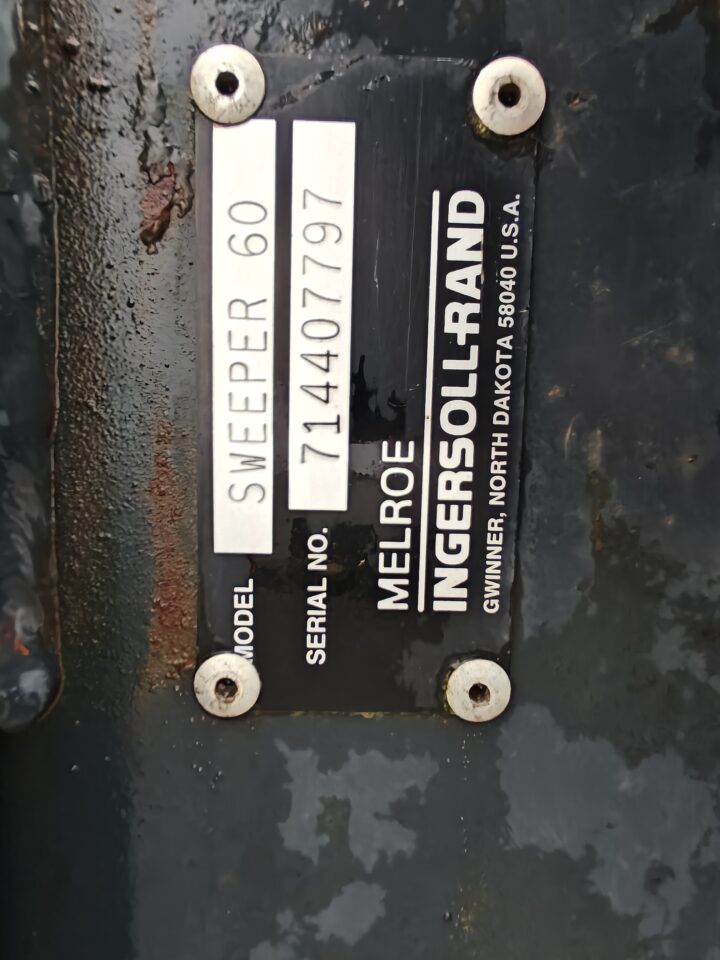 MODEL SWEEPER 60
SERIAL NO. 714407797
MELROE
INGERSOLL-RAND
GWINNER, NORTH DAKOTA 58040 U.S.A.